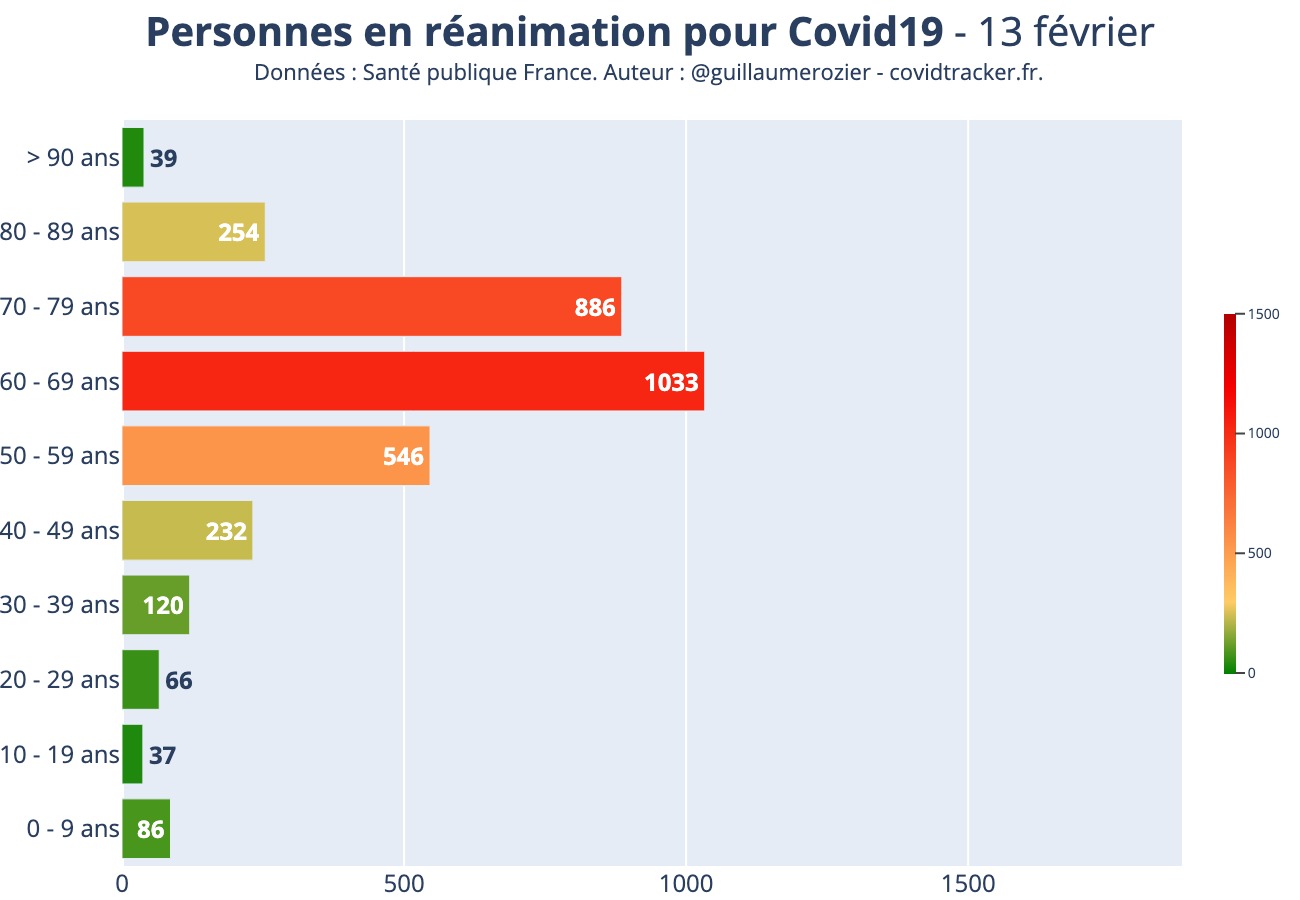 Personnes en réanimation pour Covid19 - 13 février
Données : Santé publique France. Auteur : @guillaumerozier - covidtracker.fr.
> 90 ans 39
80 - 89 ans 254
70 - 79 ans 886
60 - 69 ans 1033
50 - 59 ans 546
40 - 49 ans 232
30 - 39 ans 120
20 - 29 ans 66
10 - 19 ans 37
0 - 9 ans 86
0 500 1000 1500
1500
1000
500
0